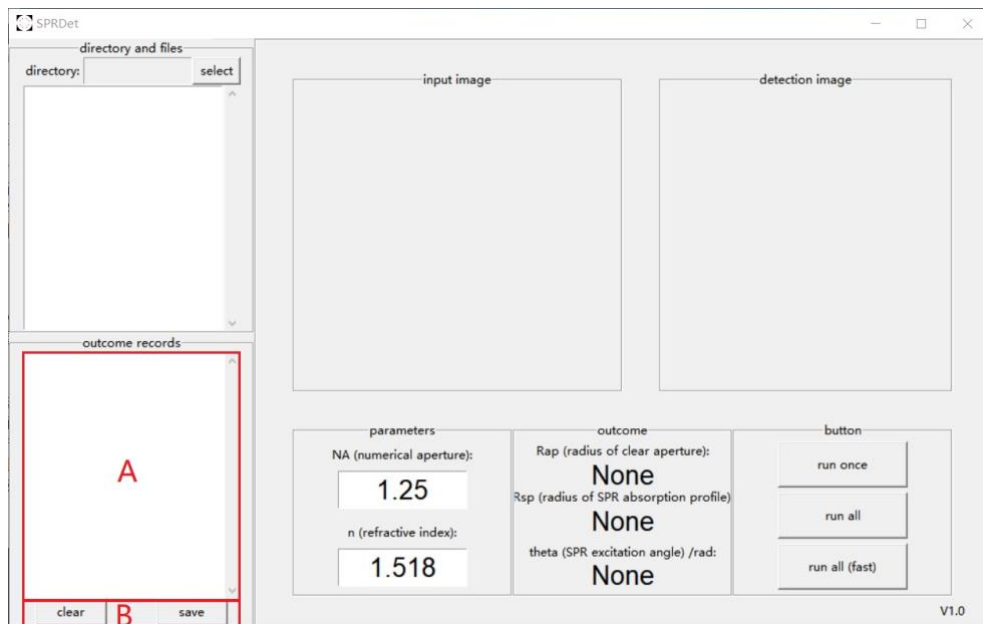 SPRDet
directory and files
directory:
select
input image
detection image
outcome records
A
clear
B
save
parameters
NA (numerical aperture):
1.25
n (refractive index):
1.518
outcome
Rap (radius of clear aperture):
None
Rsp (radius of SPR absorption profile)
None
theta (SPR excitation angle) /rad:
None
button
run once
run all
run all (fast)
V1.0